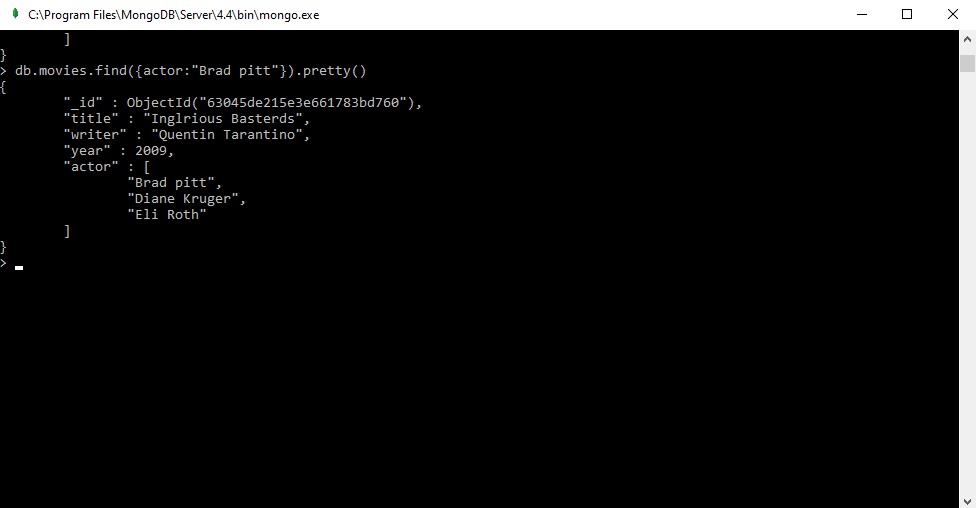 C:\Program Files\MongoDB\Server\4.4\bin\mongo.exe
]
}
> db.movies.find({actor:"Brad pitt"}).pretty()
{
"_id" : ObjectId("63045de215e3e661783bd760"),
"title" : "Inglrious Basterds",
"writer" : "Quentin Tarantino",
"year" : 2009,
"actor" : [
"Brad pitt",
"Diane Kruger",
"Eli Roth"
]
}
>